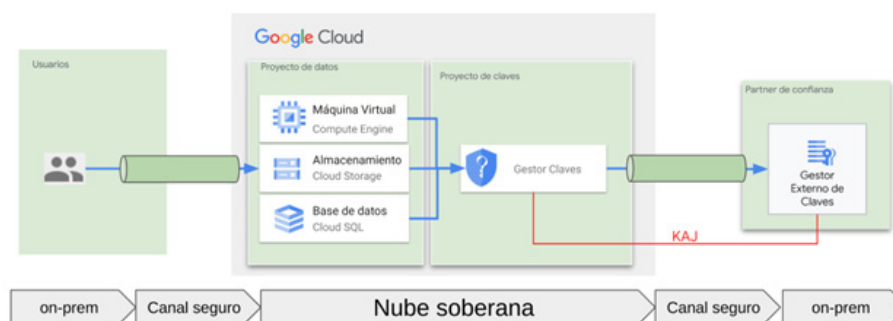 Google Cloud
Usuarios
Proyecto de datos
Proyecto de claves
Máquina Virtual
Compute Engine
Almacenamiento
Cloud Storage
Base de datos
Cloud SQL
Gestor Claves
Partner de confianza
Gestor
Externo de
Claves
KAJ
on-prem
Canal seguro
Nube soberana
Canal seguro
on-prem